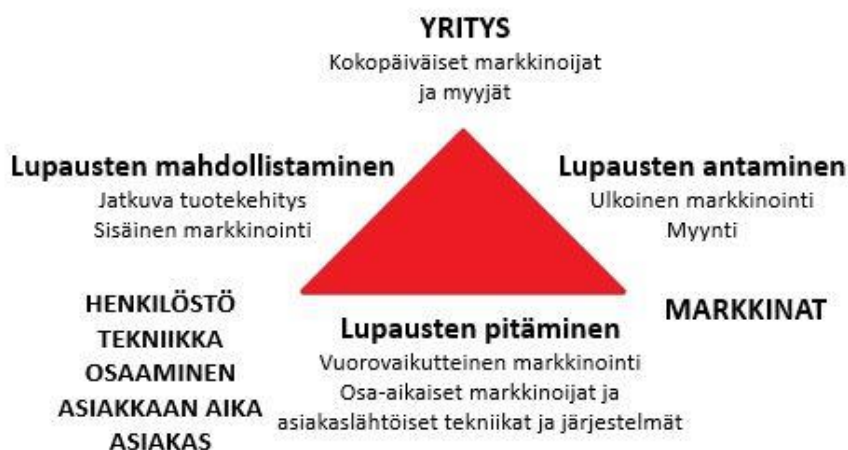 YRITYS
Kokopäiväiset markkinoijat
ja myyjät
Lupausten mahdollistaminen
Jatkuva tuotekehitys
Sisäinen markkinointi
Lupausten antaminen
Ulkoinen markkinointi
Myynti
HENKILÖSTÖ
TEKNIIKKA
OSAAMINEN
ASIAKKAAN AIKA
ASIAKAS
Lupausten pitäminen
Vuorovaikutteinen markkinointi
Osa-aikaiset markkinoijat ja
asiakaslähtöiset tekniikat ja järjestelmät
MARKKINAT